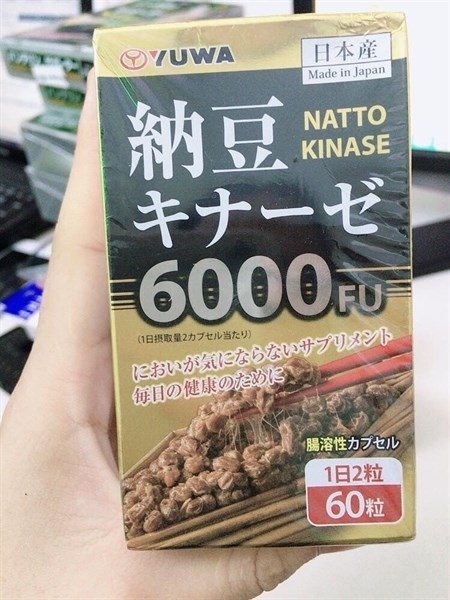 YUWA
日本産
Made in Japan
納豆
NATTO
KINASE
キナーゼ
6000FU
(1日摂取量2カプセル当たり)
においが気にならないサプリメント
毎日の健康のために
腸溶性カプセル
1日2粒
60粒